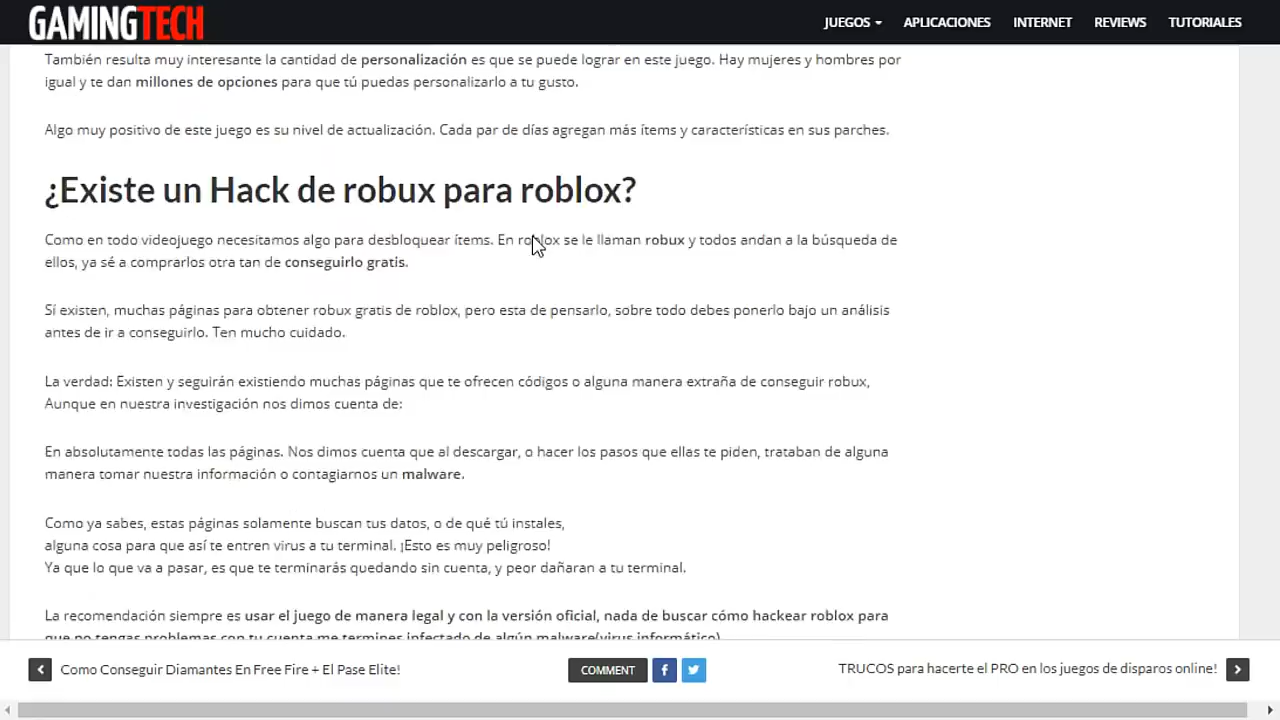 GAMINGTECH
JUEGOS APLICACIONES INTERNET REVIEWS TUTORIALES
También resulta muy interesante la cantidad de personalización es que se puede lograr en este juego. Hay mujeres y hombres por
igual y te dan millones de opciones para que tú puedas personalizarlo a tu gusto.
Algo muy positivo de este juego es su nivel de actualización. Cada par de días agregan más ítems y características en sus parches.
¿Existe un Hack de robux para roblox?
Como en todo videojuego necesitamos algo para desbloquear ítems. En roblox se le llaman robux y todos andan a la búsqueda de
ellos, ya sé a comprarlos otra tan de conseguirlo gratis.
Sí existen, muchas páginas para obtener robux gratis de roblox, pero esta de pensarlo, sobre todo debes ponerlo bajo un análisis
antes de ir a conseguirlo. Ten mucho cuidado.
La verdad: Existen y seguirán existiendo muchas páginas que te ofrecen códigos o alguna manera extraña de conseguir robux,
Aunque en nuestra investigación nos dimos cuenta de:
En absolutamente todas las páginas. Nos dimos cuenta que al descargar, o hacer los pasos que ellas te piden, trataban de alguna
manera tomar nuestra información o contagiarnos un malware.
Como ya sabes, estas páginas solamente buscan tus datos, o de qué tú instales,
alguna cosa para que así te entren virus a tu terminal. ¡Esto es muy peligroso!
Ya que lo que va a pasar, es que te terminarás quedando sin cuenta, y peor dañaran a tu terminal.
La recomendación siempre es usar el juego de manera legal y con la versión oficial, nada de buscar cómo hackear roblox para
que no tengas problemas con tu cuenta me termines infectado de algún malware(virus informático)
Como Conseguir Diamantes En Free Fire + El Pase Elite!
COMMENT
TRUCOS para hacerte el PRO en los juegos de disparos online!